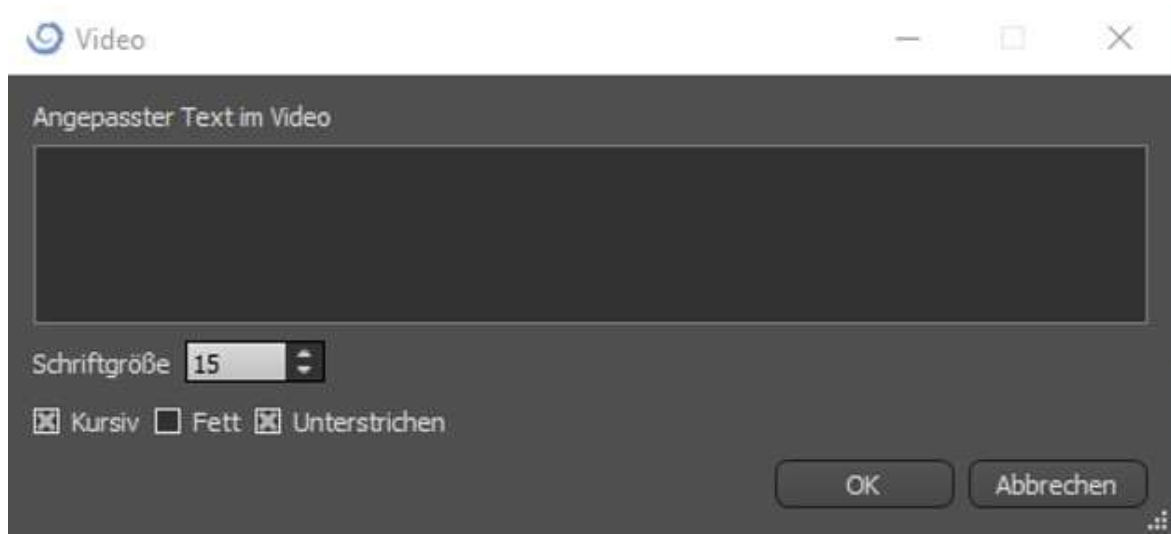 Video
Angepasster Text im Video
Schriftgröße 15
Kursiv Fett Unterstrichen
OK Abbrechen